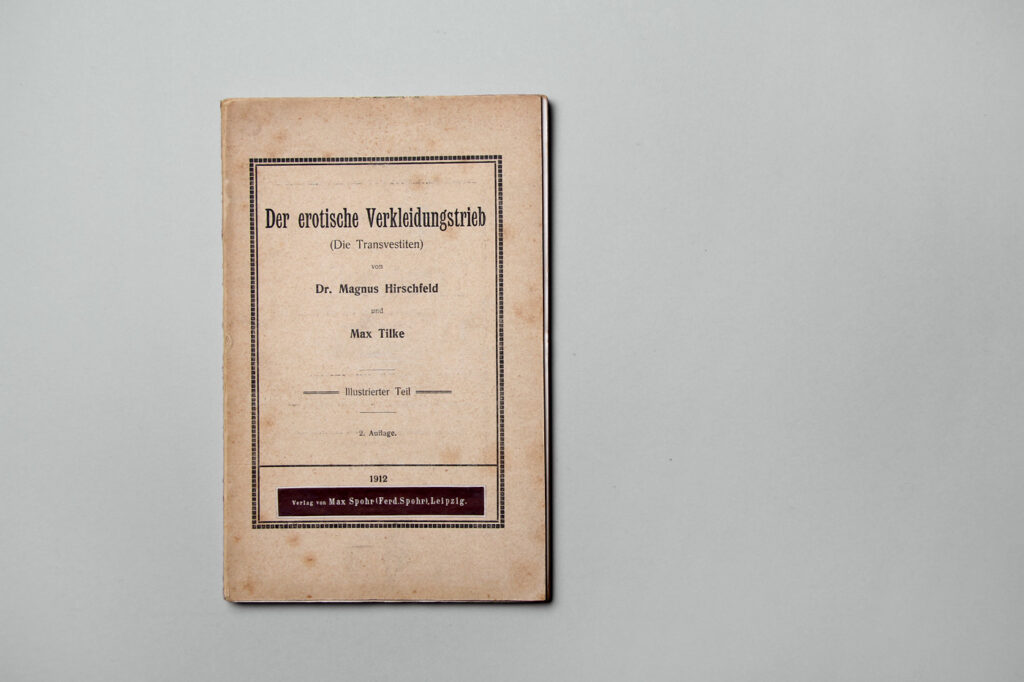 Der erotische Verkleidungstrieb
(Die Transvestiten)
von
Dr. Magnus Hirschfeld
und
Max Tilke
Illustrierter Teil
2. Auflage.
1912
Verlag von Max Spohr (Ferd. Spohr), Leipzig.